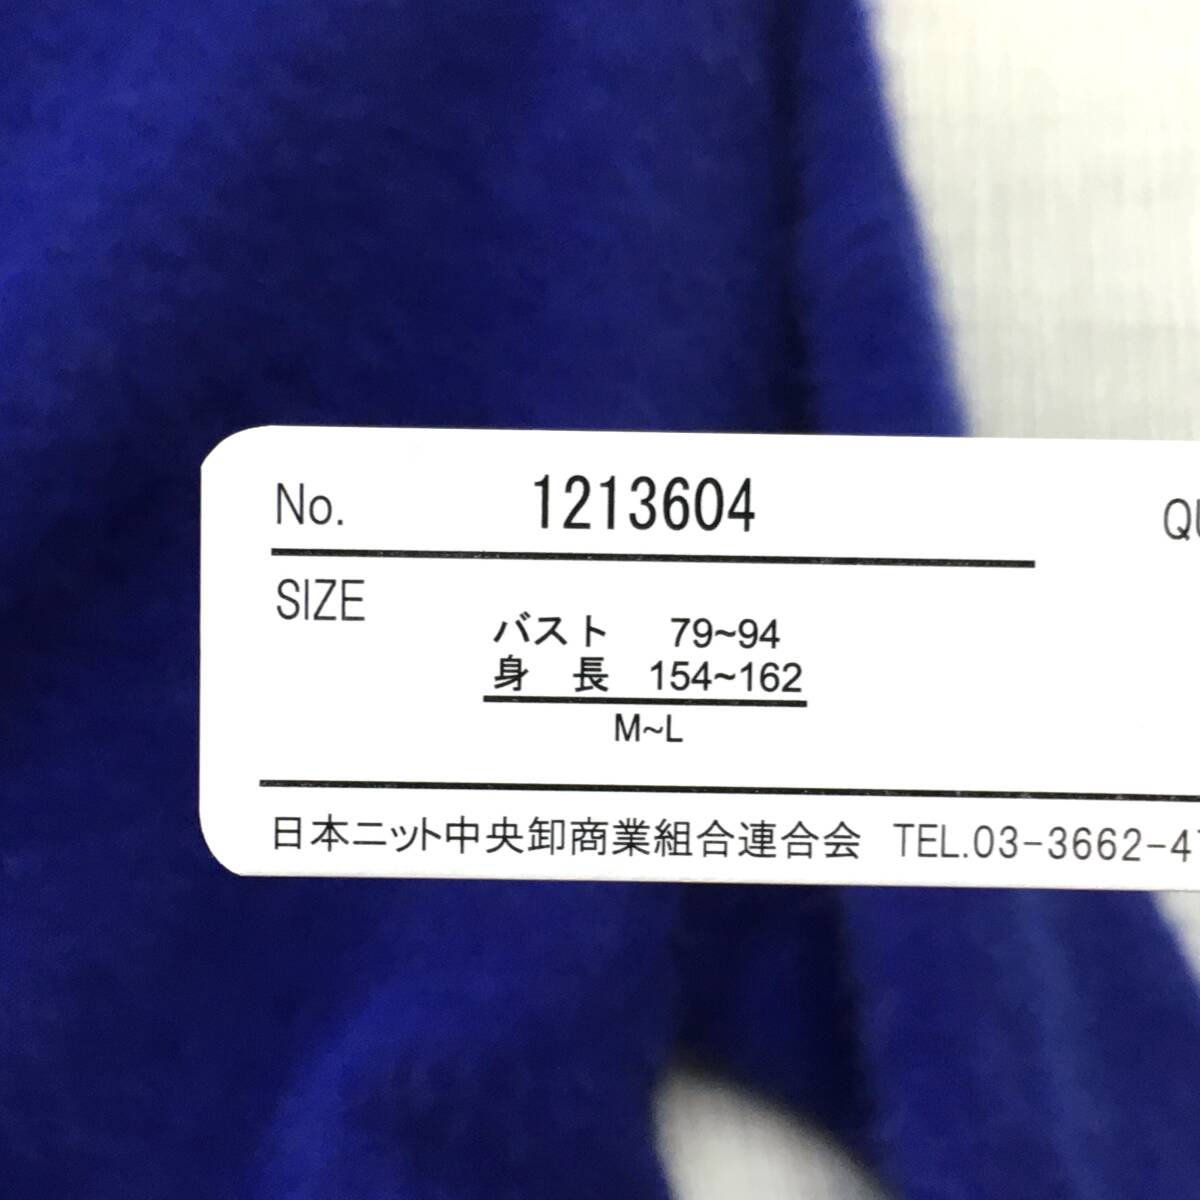 No. 1213604
SIZE
バスト 79~94
身 長 154~162
M~L
日本ニット中央卸商業組合連合会 TEL.03-3662-4